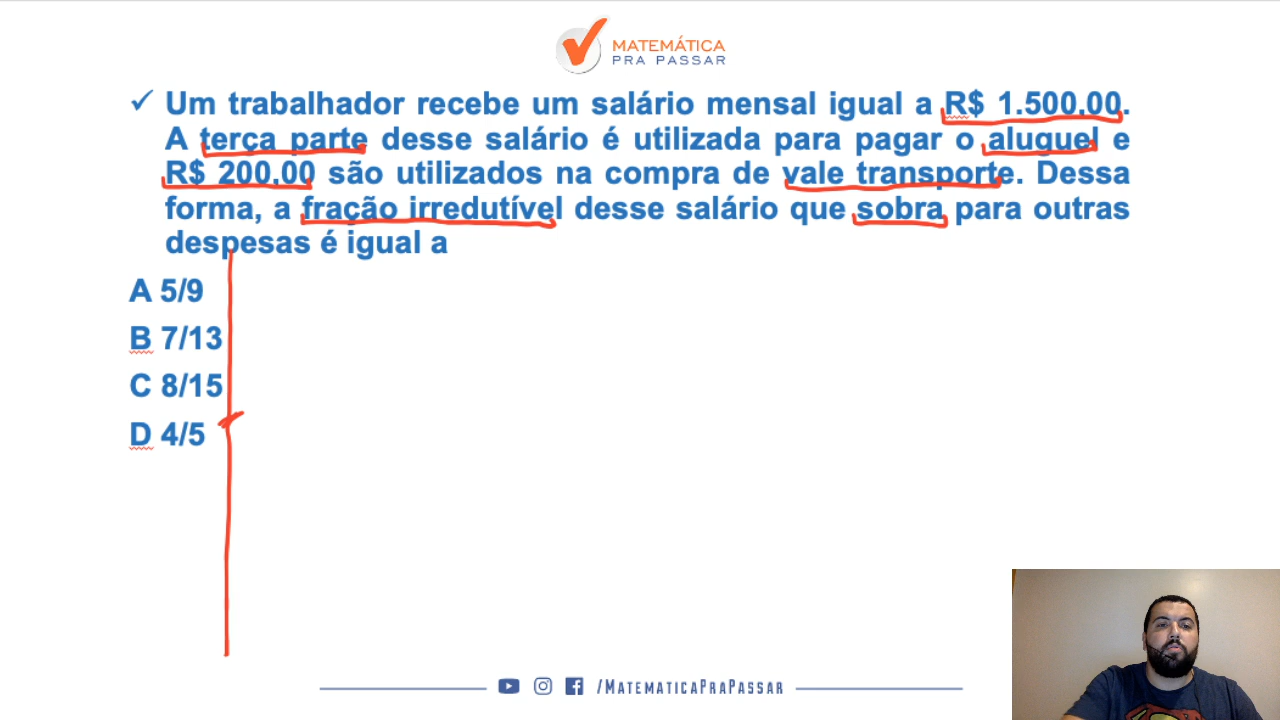 MATEMÁTICA
PRA PASSAR
✓ Um trabalhador recebe um salário mensal igual a R$ 1.500,00.
A terça parte desse salário é utilizada para pagar o aluguel e
R$ 200,00 são utilizados na compra de vale transporte. Dessa
forma, a fração irredutível desse salário que sobra para outras
despesas é igual a
A 5/9
B 7/13
C 8/15
D 4/5
/MATEMATICAPRAPASSAR